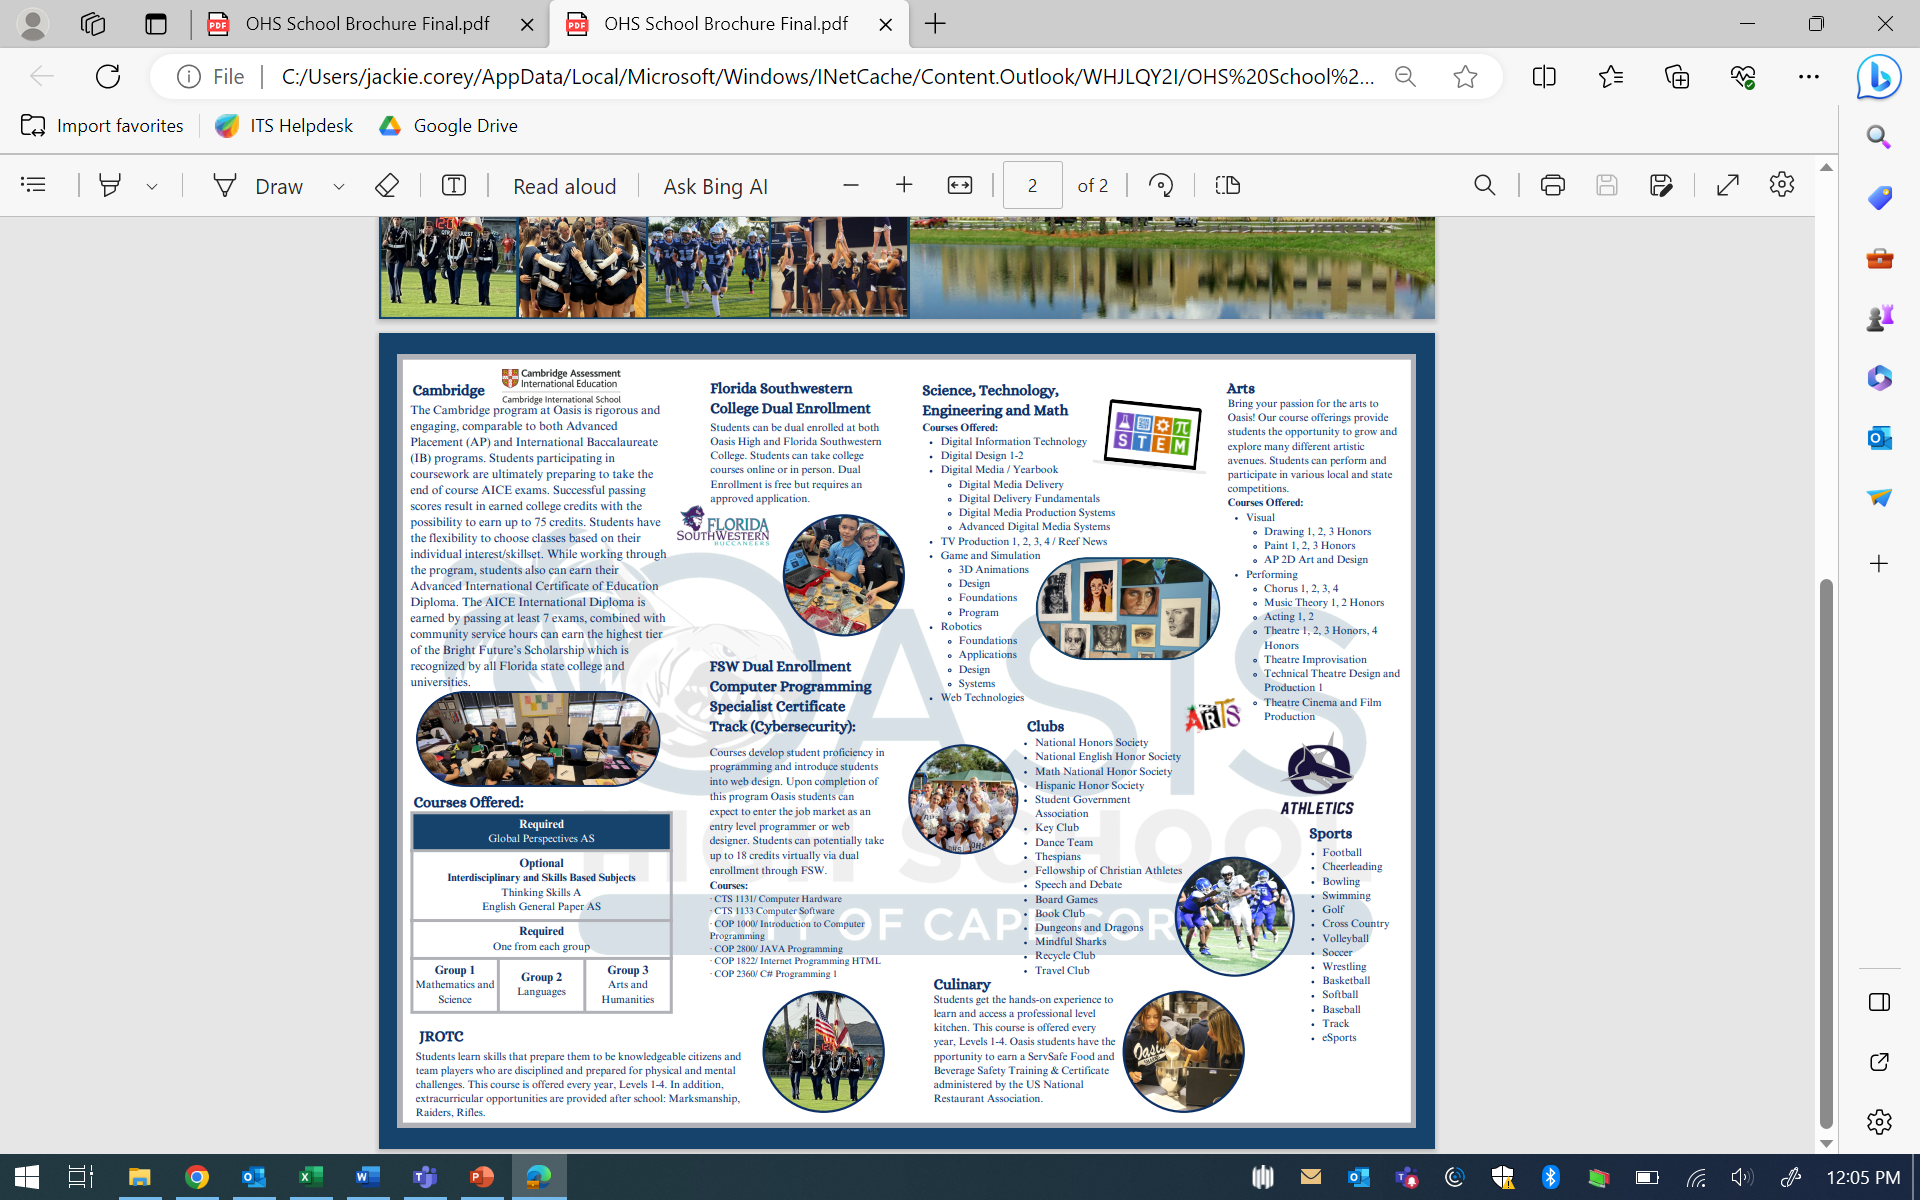 OHS School Brochure Final.pdf
OHS School Brochure Final.pdf
File
C:/Users/jackie.corey/AppData/Local/Microsoft/Windows/INetCache/Content.Outlook/WHJLQY2I/OHS%20School%2...
Import favorites
ITS Helpdesk
Google Drive
Draw
Read aloud
Ask Bing AI
2
of 2
Cambridge
Cambridge Assessment
International Education
Cambridge International School
The Cambridge program at Oasis is rigorous and
engaging, comparable to both Advanced
Placement (AP) and International Baccalaureate
(IB) programs. Students participating in
coursework are ultimately preparing to take the
end of course AICE exams. Successful passing
scores result in earned college credits with the
possibility to earn up to 75 credits. Students have
the flexibility to choose classes based on their
individual interest/skillset. While working through
the program, students also can earn their
Advanced International Certificate of Education
Diploma. The AICE International Diploma is
earned by passing at least 7 exams, combined with
community service hours can earn the highest tier
of the Bright Future's Scholarship which is
recognized by all Florida state college and
universities.
Courses Offered:
Required
Global Perspectives AS
Optional
Interdisciplinary and Skills Based Subjects
Thinking Skills A
English General Paper AS
Required
One from each group
Group 1
Mathematics and
Science
Group 2
Languages
Group 3
Arts and
Humanities
JROTC
Students learn skills that prepare them to be knowledgeable citizens and
team players who are disciplined and prepared for physical and mental
challenges. This course is offered every year, Levels 1-4. In addition,
extracurricular opportunities are provided after school: Marksmanship,
Raiders, Rifles.
Florida Southwestern
College Dual Enrollment
Students can be dual enrolled at both
Oasis High and Florida Southwestern
College. Students can take college
courses online or in person. Dual
Enrollment is free but requires an
approved application.
FLORIDA
SOUTHWESTERN
BUCCANEERS
FSW Dual Enrollment
Computer Programming
Specialist Certificate
Track (Cybersecurity):
Courses develop student proficiency in
programming and introduce students
into web design. Upon completion of
this program Oasis students can
expect to enter the job market as an
entry level programmer or web
designer. Students can potentially take
up to 18 credits virtually via dual
enrollment through FSW.
Courses:
· CTS 1131/ Computer Hardware
· CTS 1133 Computer Software
· COP 1000/ Introduction to Computer
Programming
· COP 2800/ JAVA Programming
· COP 1822/ Internet Programming HTML
· COP 2360/ C# Programming 1
Science, Technology,
Engineering and Math
Courses Offered:
• Digital Information Technology
• Digital Design 1-2
• Digital Media / Yearbook
∘ Digital Media Delivery
∘ Digital Delivery Fundamentals
∘ Digital Media Production Systems
∘ Advanced Digital Media Systems
• TV Production 1, 2, 3, 4 / Reef News
• Game and Simulation
∘ 3D Animations
∘ Design
∘ Foundations
∘ Program
• Robotics
∘ Foundations
∘ Applications
∘ Design
∘ Systems
• Web Technologies
STEM
Clubs
• National Honors Society
• National English Honor Society
• Math National Honor Society
• Hispanic Honor Society
• Student Government
Association
• Key Club
• Dance Team
• Thespians
• Fellowship of Christian Athletes
• Speech and Debate
• Board Games
• Book Club
• Dungeons and Dragons
• Mindful Sharks
• Recycle Club
• Travel Club
Culinary
Students get the hands-on experience to
learn and access a professional level
kitchen. This course is offered every
year, Levels 1-4. Oasis students have the
pportunity to earn a ServSafe Food and
Beverage Safety Training & Certificate
administered by the US National
Restaurant Association.
Arts
Bring your passion for the arts to
Oasis! Our course offerings provide
students the opportunity to grow and
explore many different artistic
avenues. Students can perform and
participate in various local and state
competitions.
Courses Offered:
• Visual
∘ Drawing 1, 2, 3 Honors
∘ Paint 1, 2, 3 Honors
∘ AP 2D Art and Design
• Performing
∘ Chorus 1, 2, 3, 4
∘ Music Theory 1, 2 Honors
∘ Acting 1, 2
∘ Theatre 1, 2, 3 Honors, 4
Honors
∘ Theatre Improvisation
∘ Technical Theatre Design and
Production 1
∘ Theatre Cinema and Film
Production
ARTS
ATHLETICS
Sports
• Football
• Cheerleading
• Bowling
• Swimming
• Golf
• Cross Country
• Volleyball
• Soccer
• Wrestling
• Basketball
• Softball
• Baseball
• Track
• eSports
OASIS
HIGH SCHOOL
CITY OF CAPE COR
12:05 PM